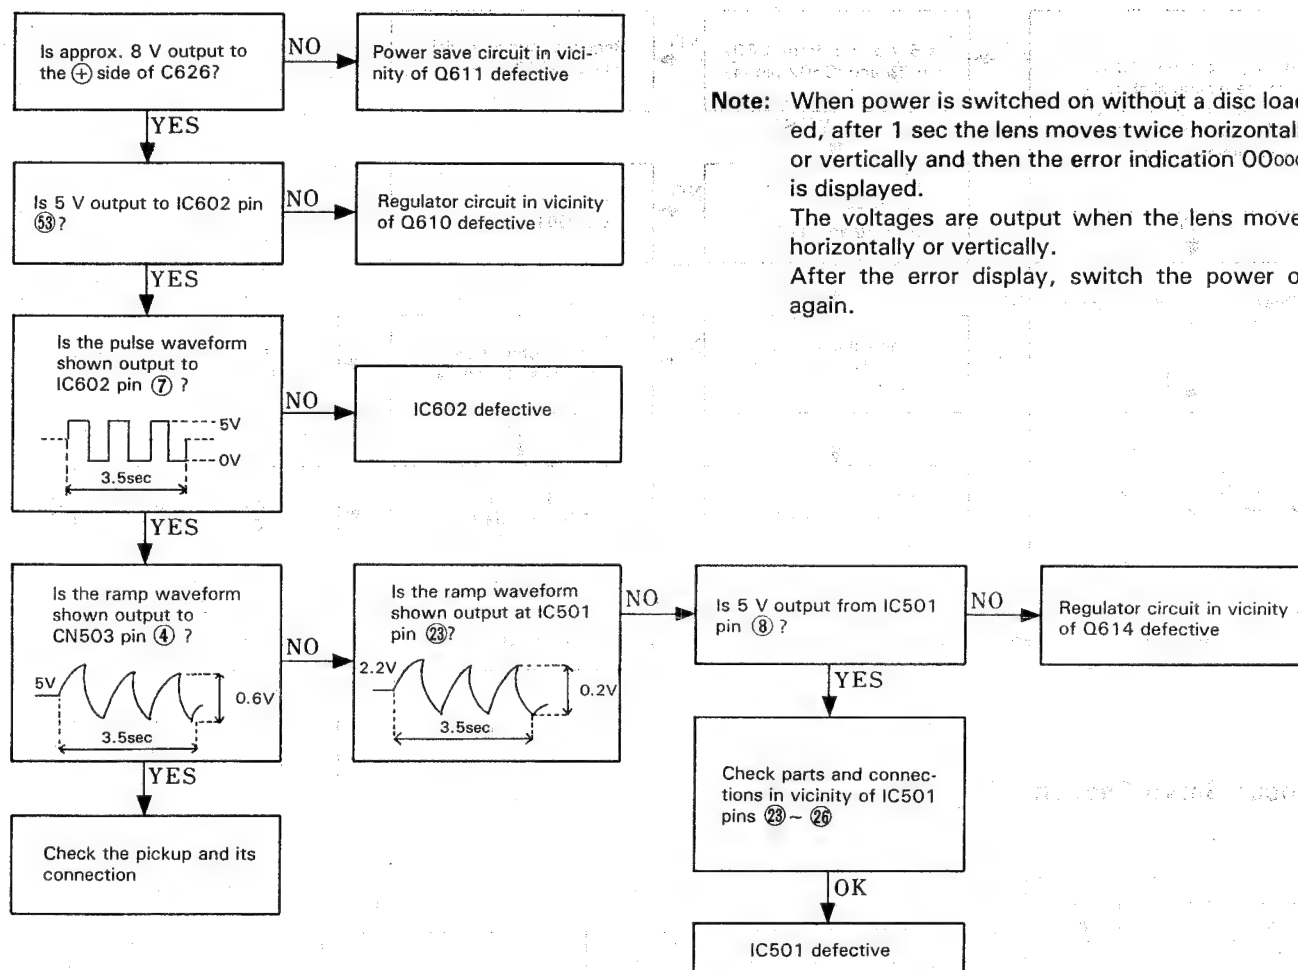 Is approx. 8 V output to
the ⊕ side of C626?
NO
Power save circuit in vici-
nity of Q611 defective
YES
Note: When power is switched on without a disc load
ed, after 1 sec the lens moves twice horizontall
or vertically and then the error indication 00ooo
is displayed.
The voltages are output when the lens move
horizontally or vertically.
After the error display, switch the power o
again.
Is 5 V output to IC602 pin
㊼?
NO
Regulator circuit in vicinity
of Q610 defective
YES
Is the pulse waveform
shown output to
IC602 pin ⑦ ?
5V
0V
3.5sec
NO
IC602 defective
YES
Is the ramp waveform
shown output to
CN503 pin ④ ?
5V
0.6V
3.5sec
NO
Is the ramp waveform
shown output at IC501
pin ㉓?
2.2V
0.2V
3.5sec
NO
Is 5 V output from IC501
pin ⑧ ?
NO
Regulator circuit in vicinity
of Q614 defective
YES
YES
Check the pickup and its
connection
Check parts and connec-
tions in vicinity of IC501
pins ㉓ ~ ㉖
OK
IC501 defective